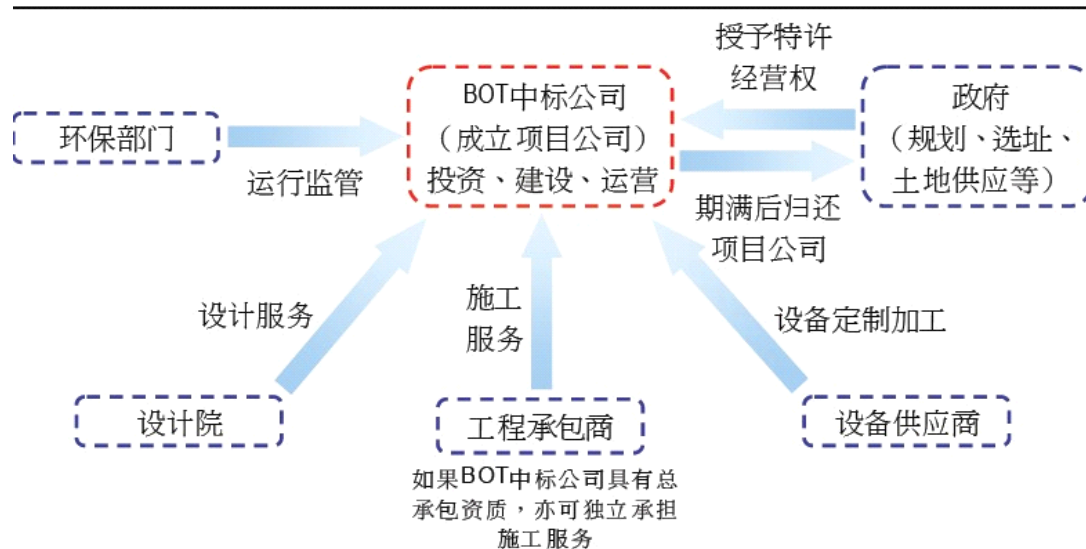 授予特许
经营权
BOT中标公司
（成立项目公司）
投资、建设、运营
政府
（规划、选址、
土地供应等）
环保部门
运行监管
期满后归还
项目公司
设计服务
施工
服务
设备定制加工
设计院
工程承包商
设备供应商
如果BOT中标公司具有总
承包资质，亦可独立承担
施工服务